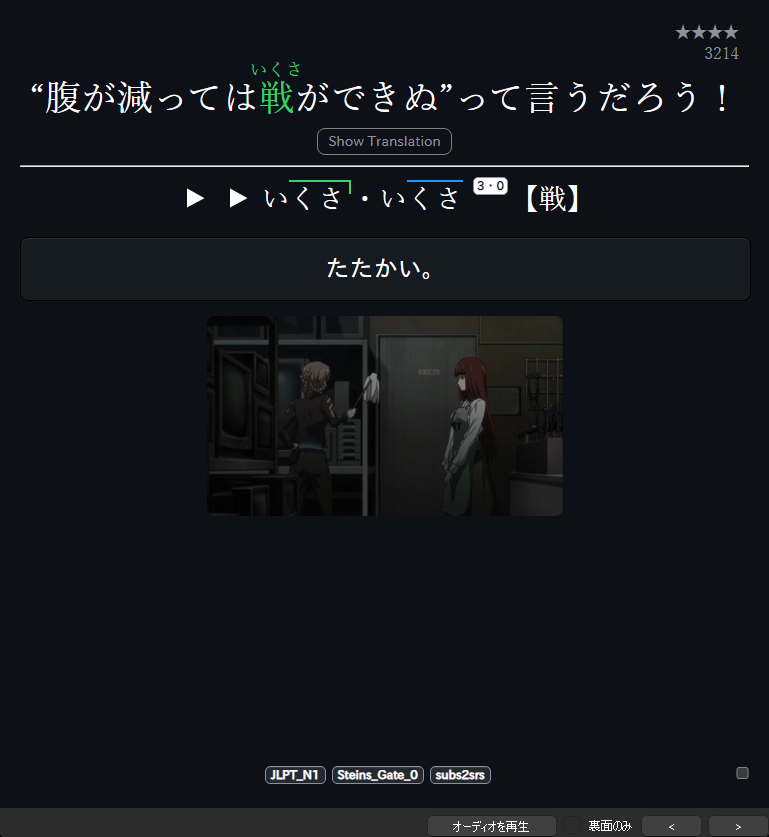 ★★★★
3214
いくさ
“腹が減っては戦ができぬ”って言うだろう！
Show Translation
▶ ▶ いくさ・いくさ 3・0 【戦】
たたかい。
JLPT_N1 Steins_Gate_0 subs2srs
オーディオを再生 裏面のみ < >